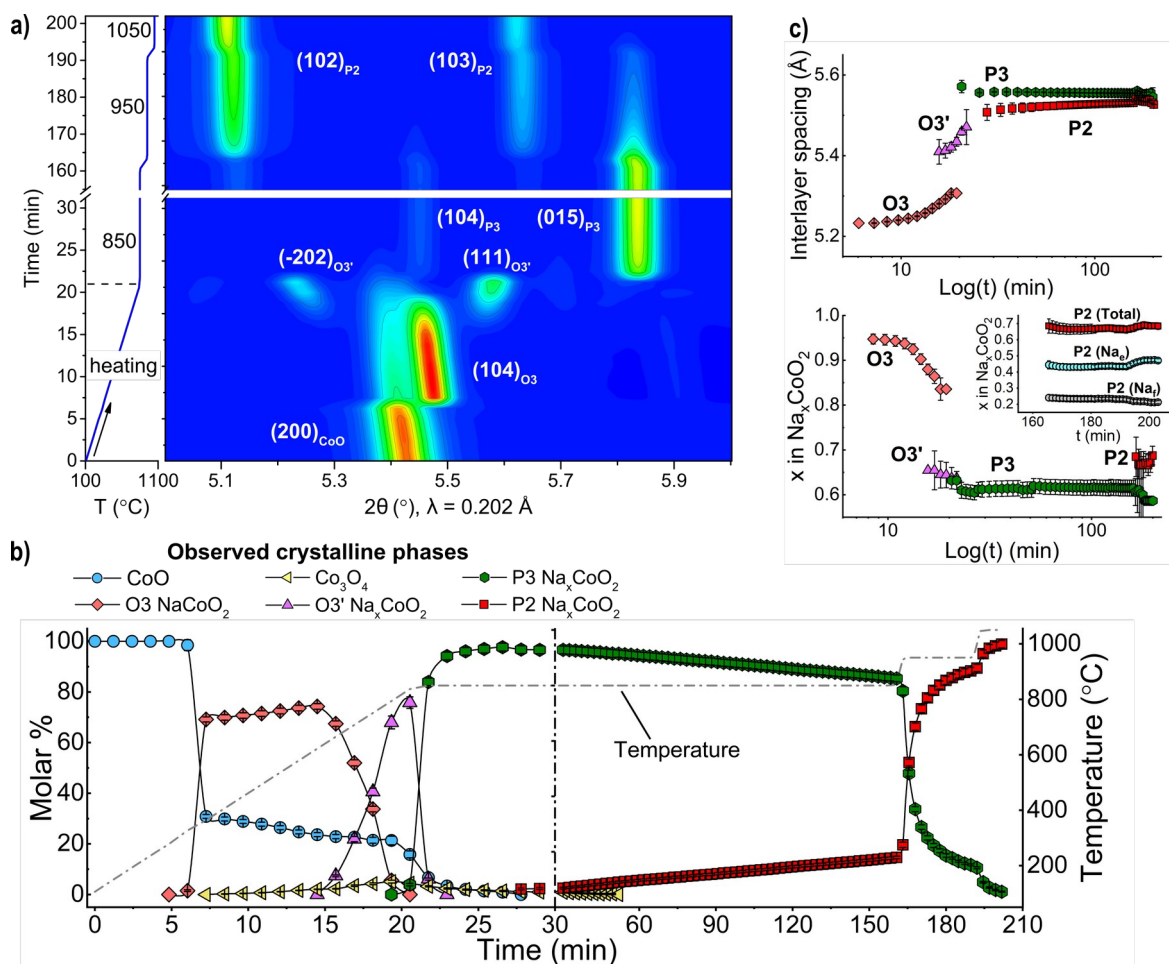 a)
1050
950
850
heating
200
190
180
170
160
30
25
20
15
10
5
0
Time (min)
100
1100
T (°C)
5.1
5.3
5.5
5.7
5.9
2θ (°), λ = 0.202 Å
(102)P2
(103)P2
(104)P3
(015)P3
(-202)O3'
(111)O3'
(104)O3
(200)CoO
c)
Interlayer spacing (Å)
5.6
5.4
5.2
P3
O3'
P2
O3
10
100
Log(t) (min)
x in NaxCoO2
1.0
0.9
0.8
0.7
0.6
O3
O3'
P3
P2
10
100
Log(t) (min)
x in NaxCoO2
0.7
0.6
0.5
0.4
0.3
0.2
P2 (Total)
P2 (Nae)
P2 (Naf)
160
180
200
t (min)
b)
Observed crystalline phases
CoO
Co3O4
P3 NaxCoO2
O3 NaCoO2
O3' NaxCoO2
P2 NaxCoO2
Molar %
100
80
60
40
20
0
Temperature
1000
800
600
400
200
Temperature (°C)
0
5
10
15
20
25
30
60
90
120
150
180
210
Time (min)